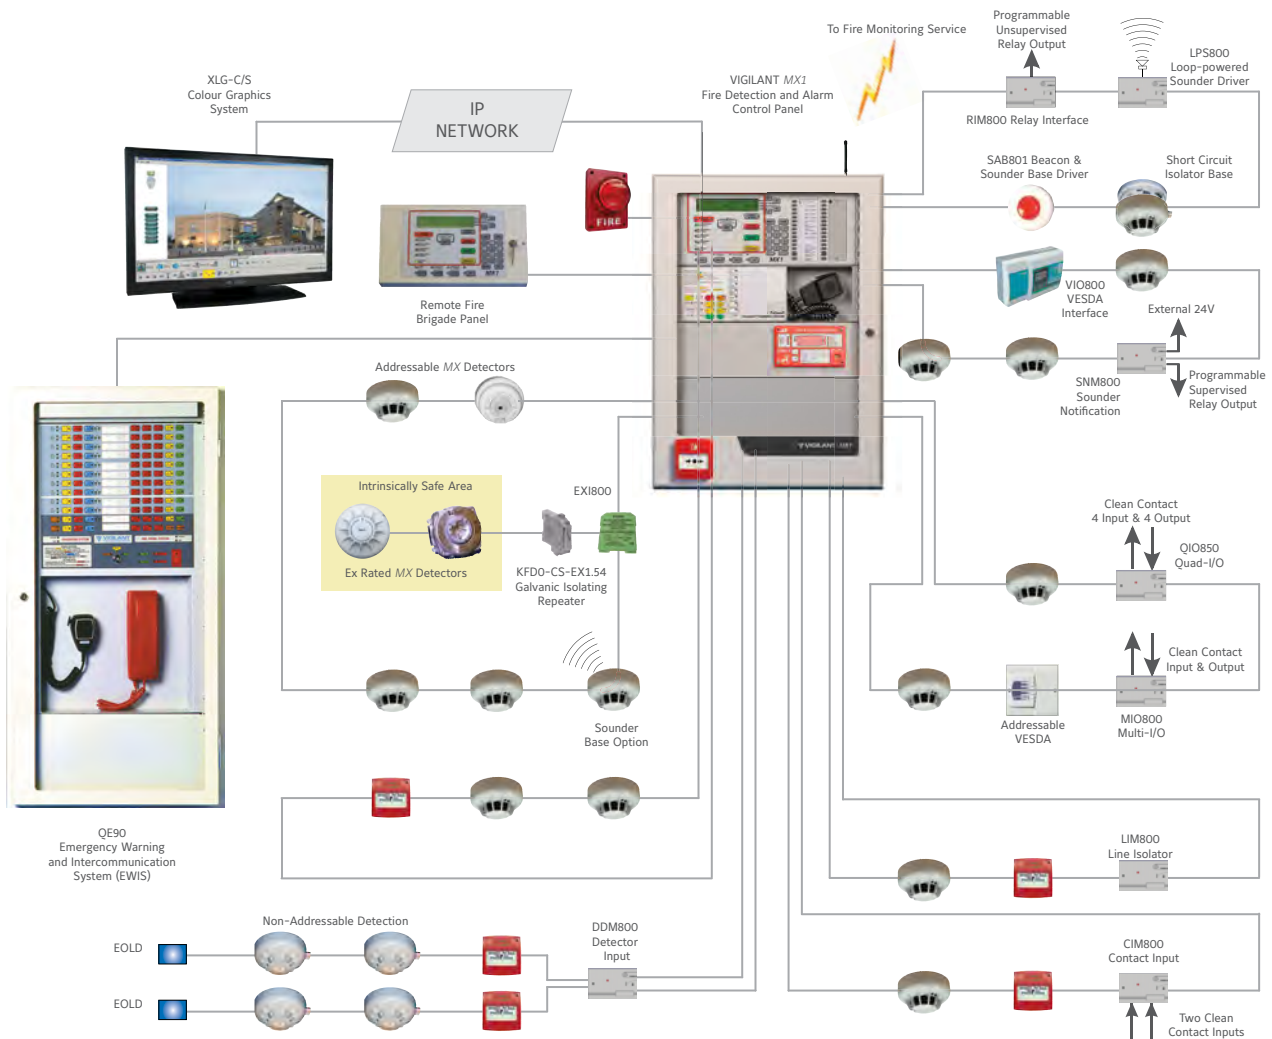 Programmable
Unsupervised
Relay Output
To Fire Monitoring Service
LPS800
Loop-powered
Sounder Driver
XLG-C/S
Colour Graphics
System
VIGILANT MX1
Fire Detection and Alarm
Control Panel
IP
NETWORK
RIM800 Relay Interface
SAB801 Beacon &
Sounder Base Driver
Short Circuit
Isolator Base
FIRE
MX1
Remote Fire
Brigade Panel
VIO800
VESDA
Interface
External 24V
SNM800
Sounder
Notification
Programmable
Supervised
Relay Output
Addressable MX Detectors
VIGILANT MX1
Intrinsically Safe Area
EXI800
Ex Rated MX Detectors
KFD0-CS-EX1.54
Galvanic Isolating
Repeater
Clean Contact
4 Input & 4 Output
QIO850
Quad-I/O
VIGILANT
Clean Contact
Input & Output
Addressable
VESDA
MIO800
Multi-I/O
Sounder
Base Option
QE90
Emergency Warning
and Intercommunication
System (EWIS)
LIM800
Line Isolator
Non-Addressable Detection
EOLD
DDM800
Detector
Input
CIM800
Contact Input
EOLD
Two Clean
Contact Inputs